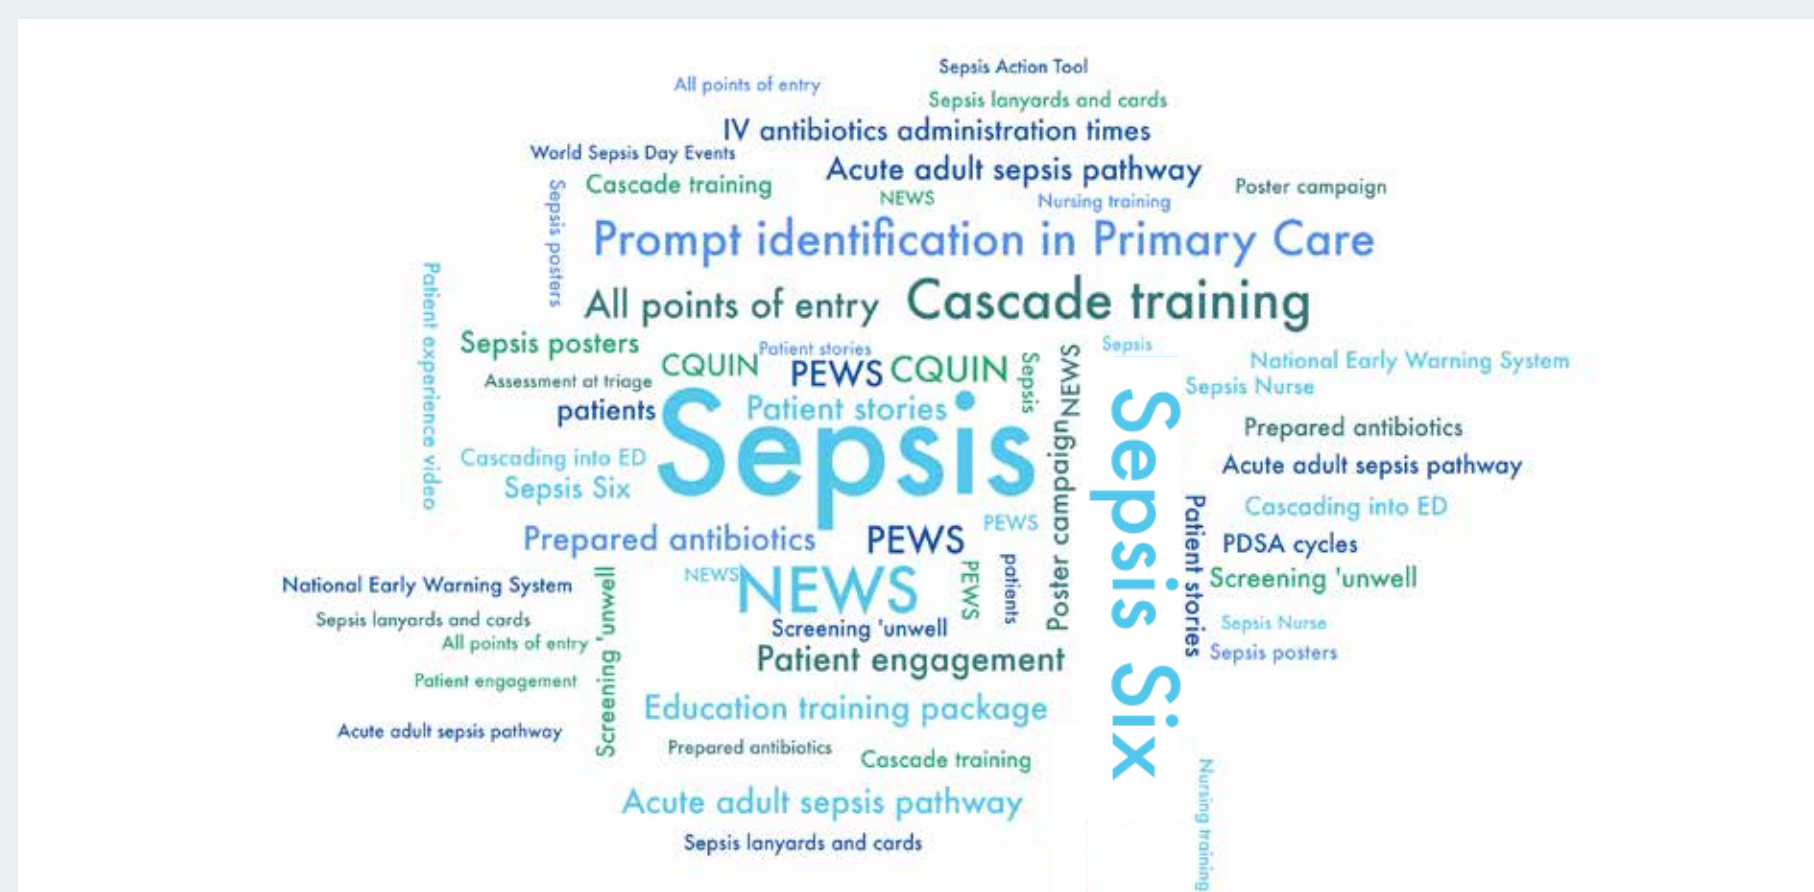 Sepsis Action Tool
All points of entry
Sepsis lanyards and cards
IV antibiotics administration times
World Sepsis Day Events
Acute adult sepsis pathway
Cascade training
Poster campaign
NEWS
Nursing training
Sepsis posters
Prompt identification in Primary Care
Patient experience video
All points of entry
Cascade training
Sepsis posters
Patient stories
Sepsis
CQUIN
PEWS
CQUIN
Sepsis
NEWS
National Early Warning System
Assessment at triage
Sepsis Nurse
patients
Patient stories
Sepsis
Sepsis Six
Poster campaign
Prepared antibiotics
Cascading into ED
Acute adult sepsis pathway
Sepsis Six
Patient stories
Cascading into ED
PEWS
Prepared antibiotics
PEWS
PDSA cycles
patients
PEWS
NEWS
NEWS
Screening 'unwell
National Early Warning System
Screening 'unwell
Sepsis lanyards and cards
Screening 'unwell
Sepsis Nurse
All points of entry
Patient engagement
Sepsis posters
Patient engagement
Education training package
Acute adult sepsis pathway
Prepared antibiotics
Cascade training
Nursing training
Acute adult sepsis pathway
Sepsis lanyards and cards